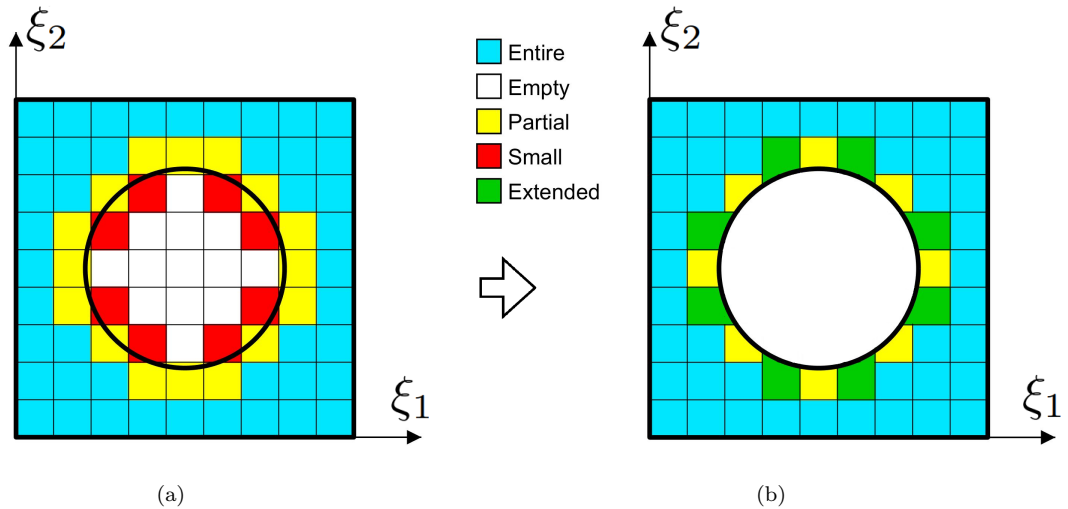 ξ2
ξ1
(a)
Entire
Empty
Partial
Small
Extended
ξ2
ξ1
(b)